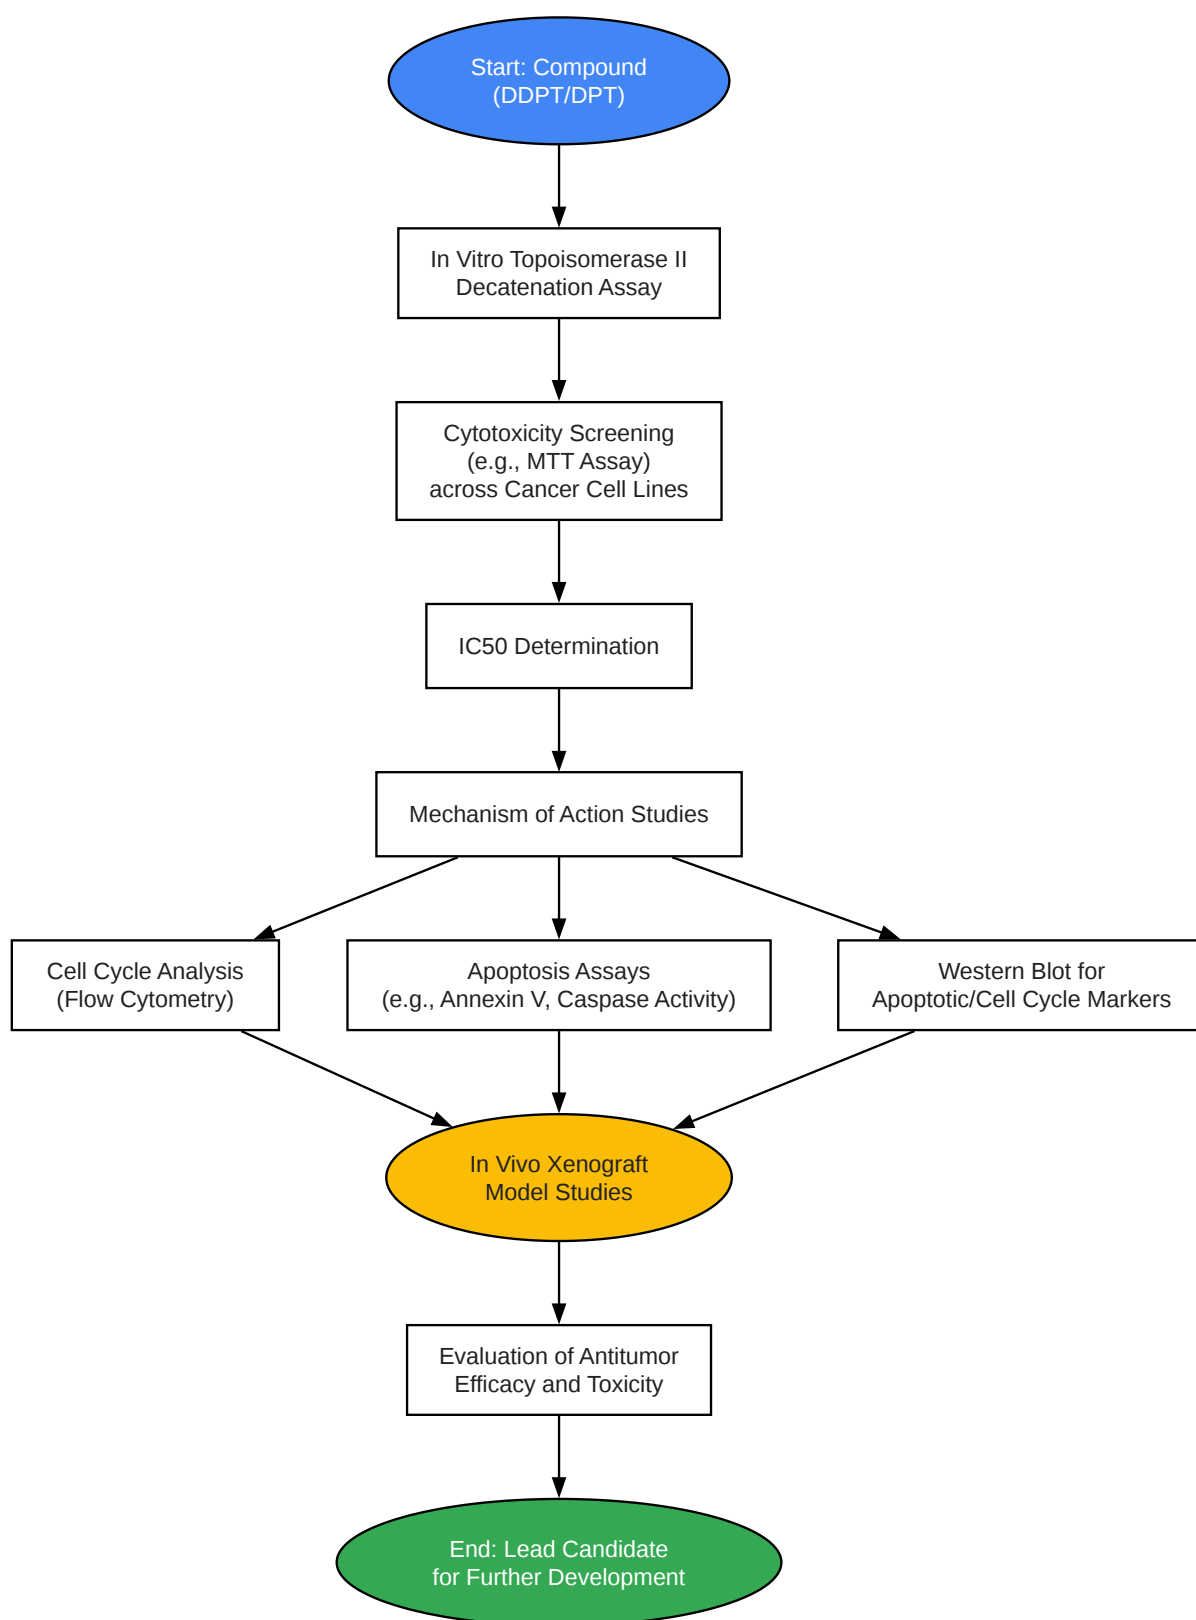 Start: Compound
(DDPT/DPT)
In Vitro Topoisomerase II
Decatenation Assay
Cytotoxicity Screening
(e.g., MTT Assay)
across Cancer Cell Lines
IC50 Determination
Mechanism of Action Studies
Cell Cycle Analysis
(Flow Cytometry)
Apoptosis Assays
(e.g., Annexin V, Caspase Activity)
Western Blot for
Apoptotic/Cell Cycle Markers
In Vivo Xenograft
Model Studies
Evaluation of Antitumor
Efficacy and Toxicity
End: Lead Candidate
for Further Development